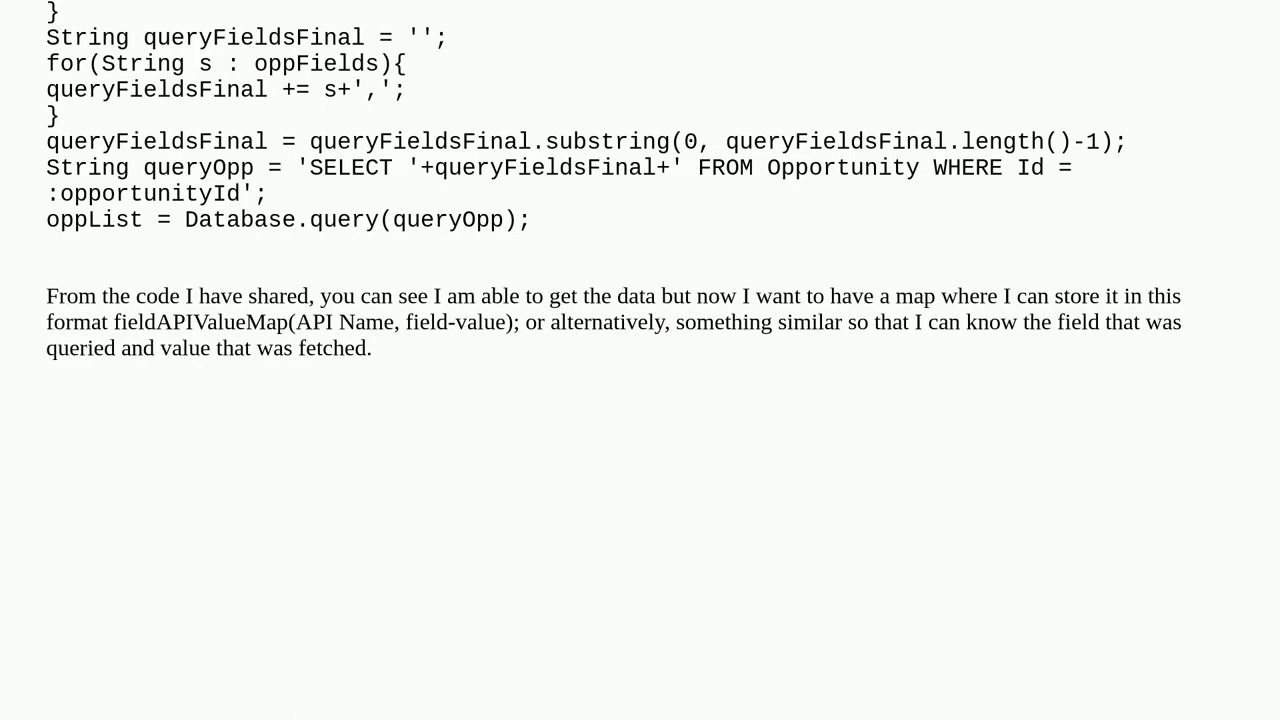 }
String queryFieldsFinal = '';
for(String s : oppFields){
queryFieldsFinal += s+',';
}
queryFieldsFinal = queryFieldsFinal.substring(0, queryFieldsFinal.length()-1);
String queryOpp = 'SELECT '+queryFieldsFinal+' FROM Opportunity WHERE Id =
:opportunityId';
oppList = Database.query(queryOpp);
From the code I have shared, you can see I am able to get the data but now I want to have a map where I can store it in this
format fieldAPIValueMap(API Name, field-value); or alternatively, something similar so that I can know the field that was
queried and value that was fetched.